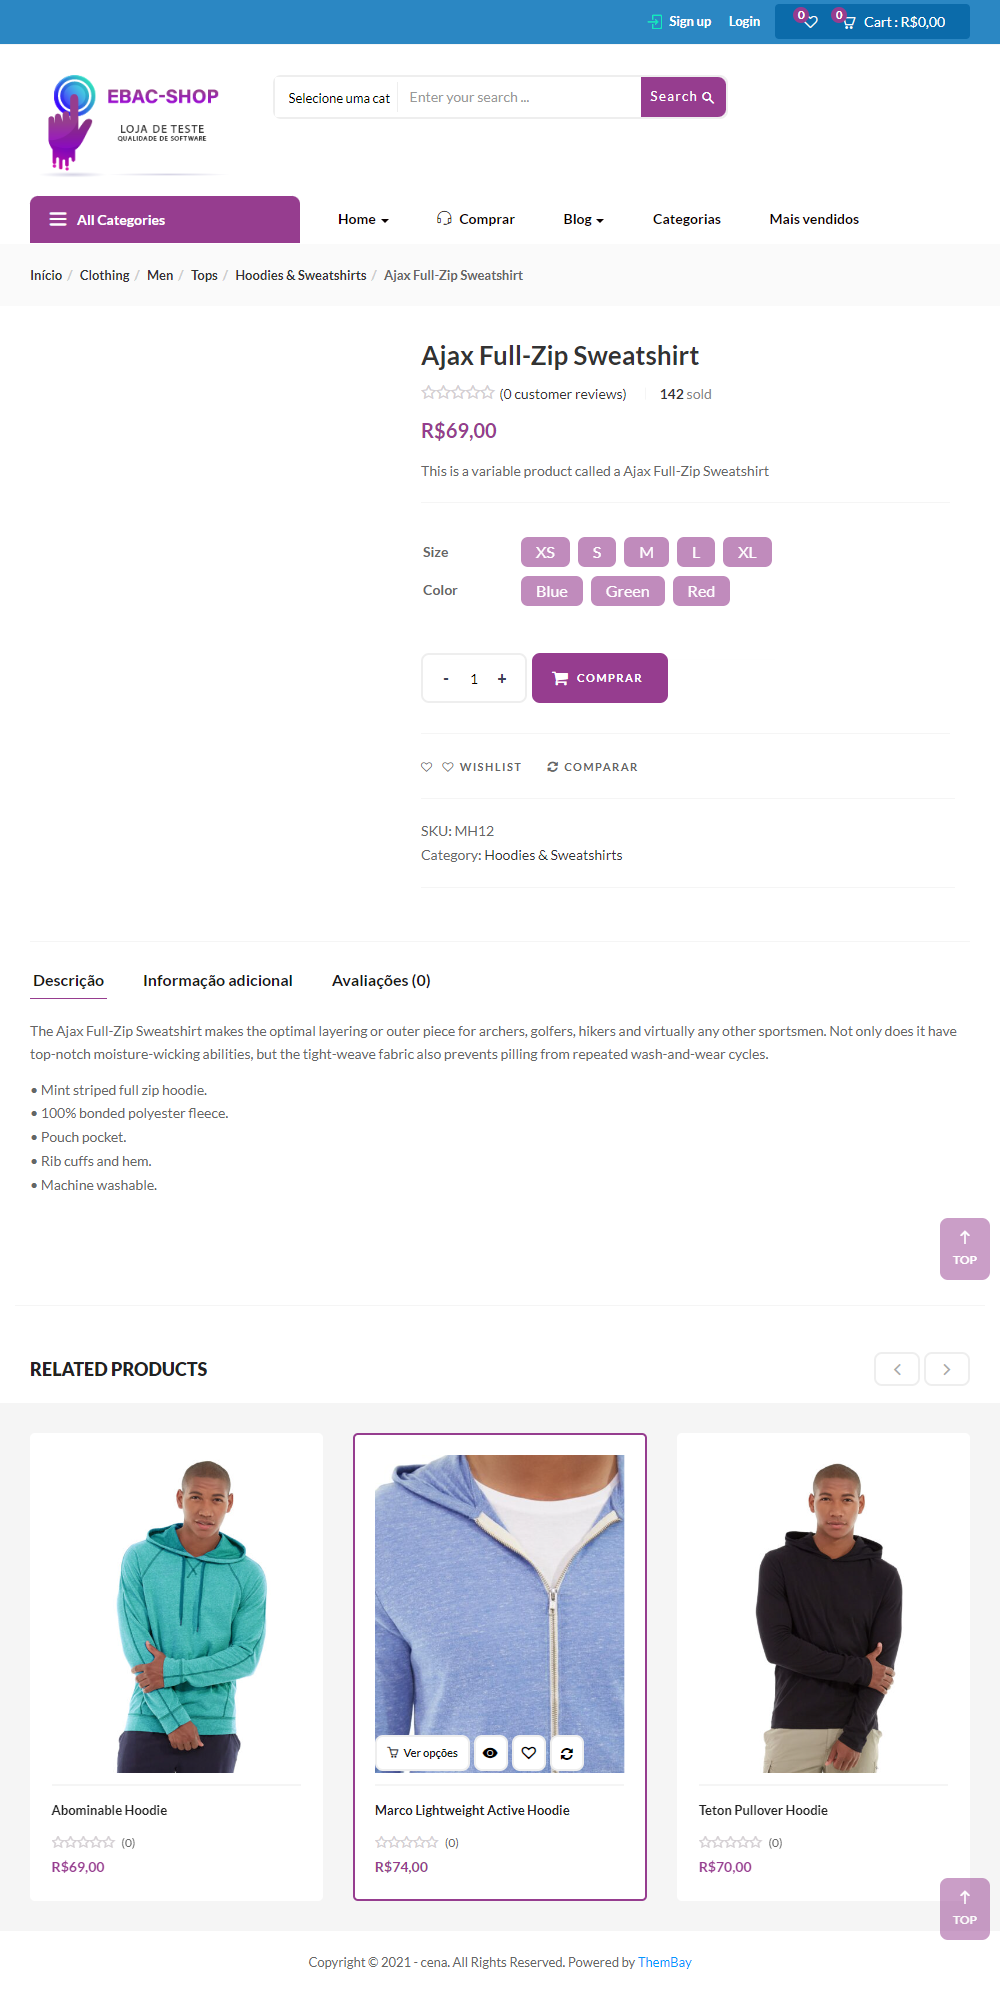 Sign up Login 0 0 Cart : R$0,00
EBAC-SHOP
LOJA DE TESTE
QUALIDADE DE SOFTWARE
Selecione uma cat Enter your search ... Search
All Categories Home Comprar Blog Categorias Mais vendidos
Início / Clothing / Men / Tops / Hoodies & Sweatshirts / Ajax Full-Zip Sweatshirt
Ajax Full-Zip Sweatshirt
(0 customer reviews) 142 sold
R$69,00
This is a variable product called a Ajax Full-Zip Sweatshirt
Size XS S M L XL
Color Blue Green Red
- 1 + COMPRAR
WISHLIST COMPARAR
SKU: MH12
Category: Hoodies & Sweatshirts
Descrição Informação adicional Avaliações (0)
The Ajax Full-Zip Sweatshirt makes the optimal layering or outer piece for archers, golfers, hikers and virtually any other sportsmen. Not only does it have
top-notch moisture-wicking abilities, but the tight-weave fabric also prevents pilling from repeated wash-and-wear cycles.
• Mint striped full zip hoodie.
• 100% bonded polyester fleece.
• Pouch pocket.
• Rib cuffs and hem.
• Machine washable.
TOP
RELATED PRODUCTS
Ver opções
Abominable Hoodie
(0)
R$69,00
Marco Lightweight Active Hoodie
(0)
R$74,00
Teton Pullover Hoodie
(0)
R$70,00
TOP
Copyright © 2021 - cena. All Rights Reserved. Powered by ThemBay